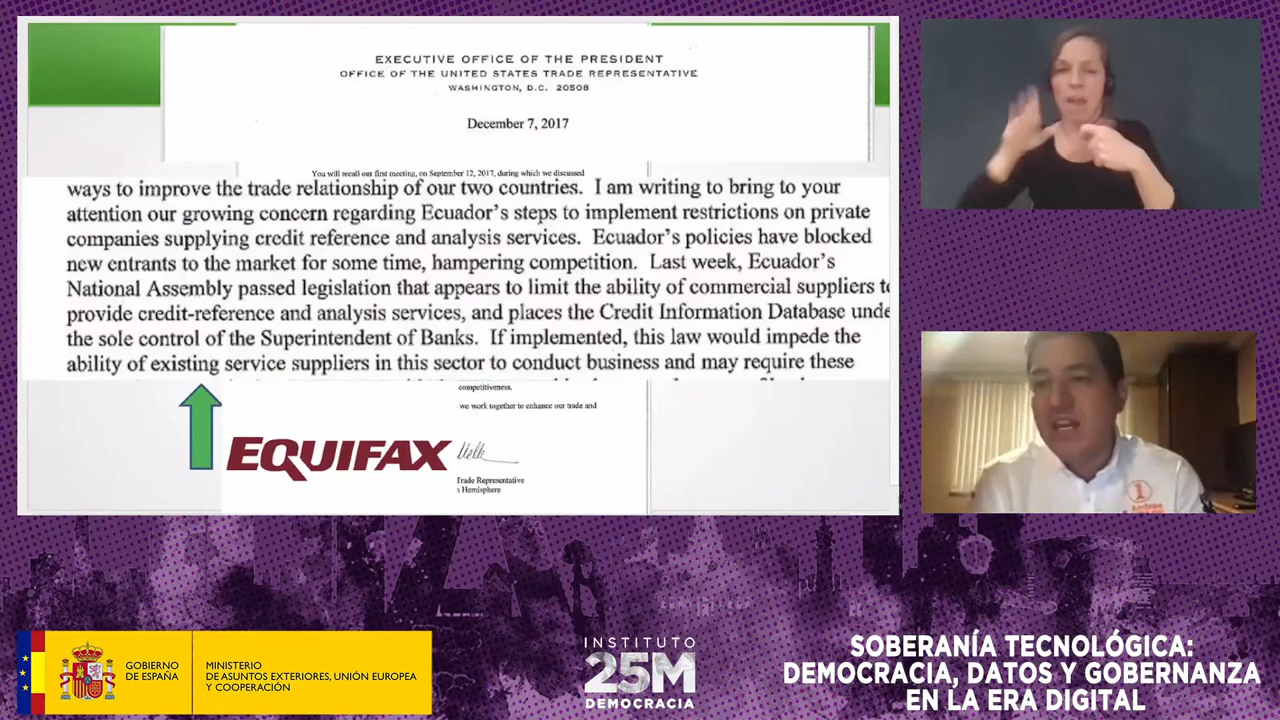 EXECUTIVE OFFICE OF THE PRESIDENT
OFFICE OF THE UNITED STATES TRADE REPRESENTATIVE
WASHINGTON, D.C. 20508
December 7, 2017
You will recall our first meeting, on September 12, 2017, during which we discussed
ways to improve the trade relationship of our two countries. I am writing to bring to your
attention our growing concern regarding Ecuador's steps to implement restrictions on private
companies supplying credit reference and analysis services. Ecuador's policies have blocked
new entrants to the market for some time, hampering competition. Last week, Ecuador's
National Assembly passed legislation that appears to limit the ability of commercial suppliers to
provide credit-reference and analysis services, and places the Credit Information Database unde
the sole control of the Superintendent of Banks. If implemented, this law would impede the
ability of existing service suppliers in this sector to conduct business and may require these
competitiveness.
we work together to enhance our trade and
EQUIFAX
Trade Representative
n Hemisphere
1
GOBIERNO
DE ESPAÑA
MINISTERIO
DE ASUNTOS EXTERIORES, UNIÓN EUROPEA
Y COOPERACIÓN
INSTITUTO
25M
DEMOCRACIA
SOBERANÍA TECNOLÓGICA:
DEMOCRACIA, DATOS Y GOBERNANZA
EN LA ERA DIGITAL